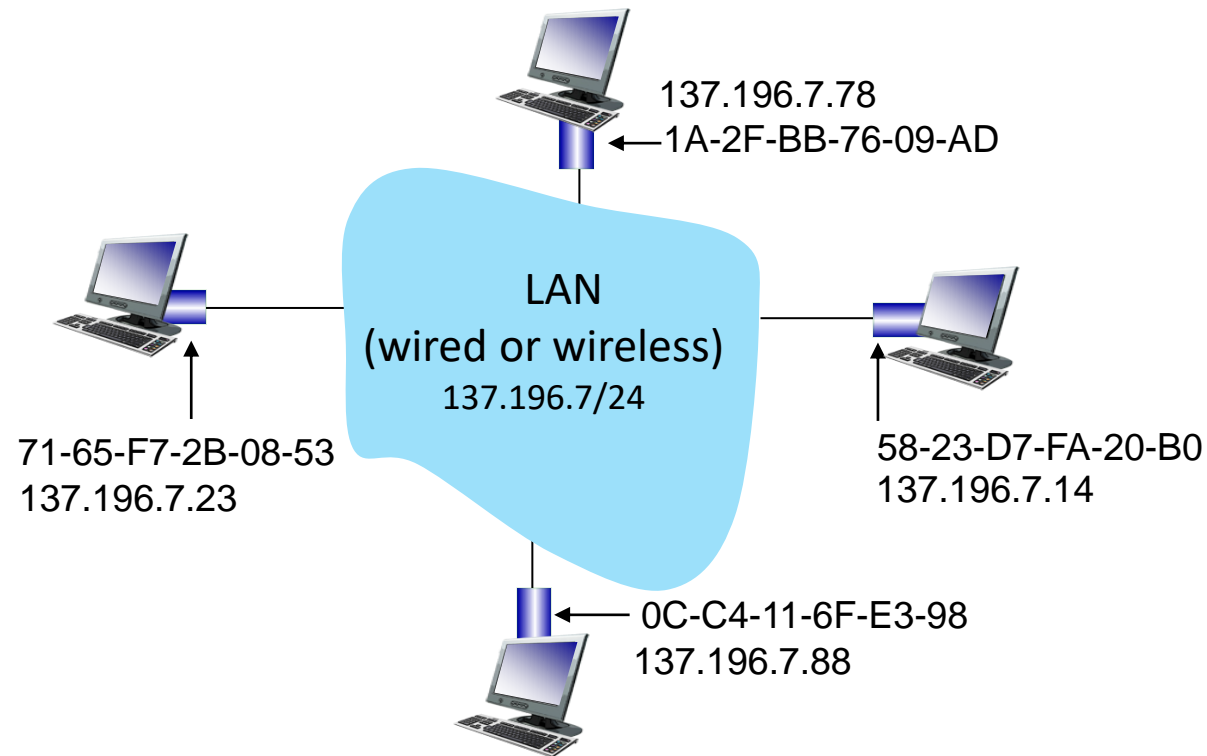 137.196.7.78
1A-2F-BB-76-09-AD
LAN
(wired or wireless)
137.196.7/24
71-65-F7-2B-08-53
137.196.7.23
58-23-D7-FA-20-B0
137.196.7.14
0C-C4-11-6F-E3-98
137.196.7.88